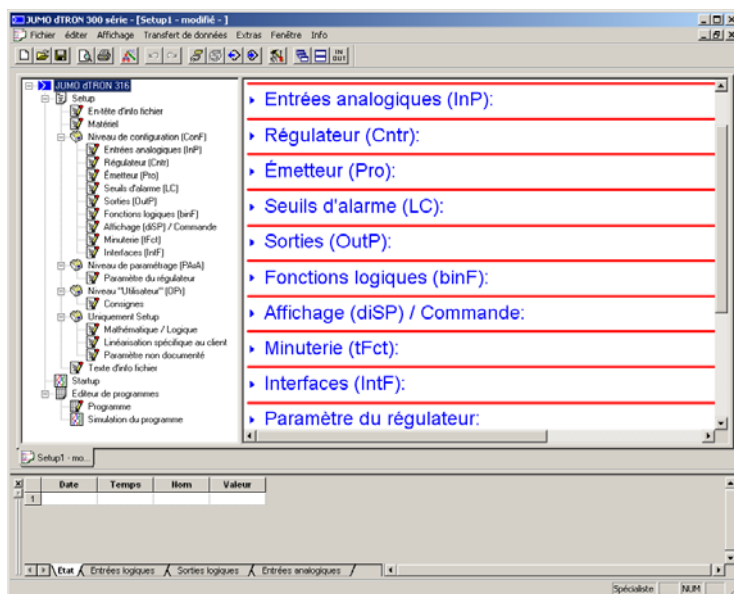 JUMO dTRON 300 série - [Setup1 - modifié - ]
Fichier éditer Affichage Transfert de données Extras Fenêtre Info
IN OUT
JUMO dTRON 316
Setup
En-tête d'info fichier
Matériel
Niveau de configuration (ConF)
Entrées analogiques (InP)
Régulateur (Cntr)
Émetteur (Pro)
Seuils d'alarme (LC)
Sorties (OutP)
Fonctions logiques (binF)
Affichage (diSP) / Commande
Minuterie (tFct)
Interfaces (IntF)
Niveau de paramétrage (PArA)
Paramètre du régulateur
Niveau "Utilisateur" (OPr)
Consignes
Uniquement Setup
Mathématique / Logique
Linéarisation spécifique au client
Paramètre non documenté
Texte d'info fichier
Startup
Editeur de programmes
Programme
Simulation du programme
Entrées analogiques (InP):
Régulateur (Cntr):
Émetteur (Pro):
Seuils d'alarme (LC):
Sorties (OutP):
Fonctions logiques (binF):
Affichage (diSP) / Commande:
Minuterie (tFct):
Interfaces (IntF):
Paramètre du régulateur:
Setup1 - mo...
Date Temps Nom Valeur
1
Etat Entrées logiques Sorties logiques Entrées analogiques
Spécialiste NUM